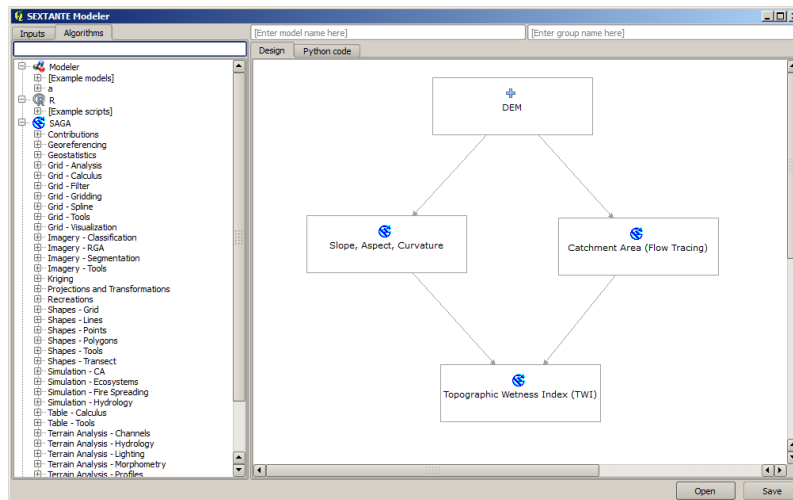 SEXTANTE Modeler
Inputs
Algorithms
[Enter model name here]
[Enter group name here]
Design
Python code
Modeler
[Example models]
a
R
[Example scripts]
SAGA
Contributions
Georeferencing
Geostatistics
Grid - Analysis
Grid - Calculus
Grid - Filter
Grid - Gridding
Grid - Spline
Grid - Tools
Grid - Visualization
Imagery - Classification
Imagery - RGA
Imagery - Segmentation
Imagery - Tools
Kriging
Projections and Transformations
Recreations
Shapes - Grid
Shapes - Lines
Shapes - Points
Shapes - Polygons
Shapes - Tools
Shapes - Transect
Simulation - CA
Simulation - Ecosystems
Simulation - Fire Spreading
Simulation - Hydrology
Table - Calculus
Table - Tools
Terrain Analysis - Channels
Terrain Analysis - Hydrology
Terrain Analysis - Lighting
Terrain Analysis - Morphometry
Terrain Analysis - Profiles
DEM
Slope, Aspect, Curvature
Catchment Area (Flow Tracing)
Topographic Wetness Index (TWI)
Open
Save